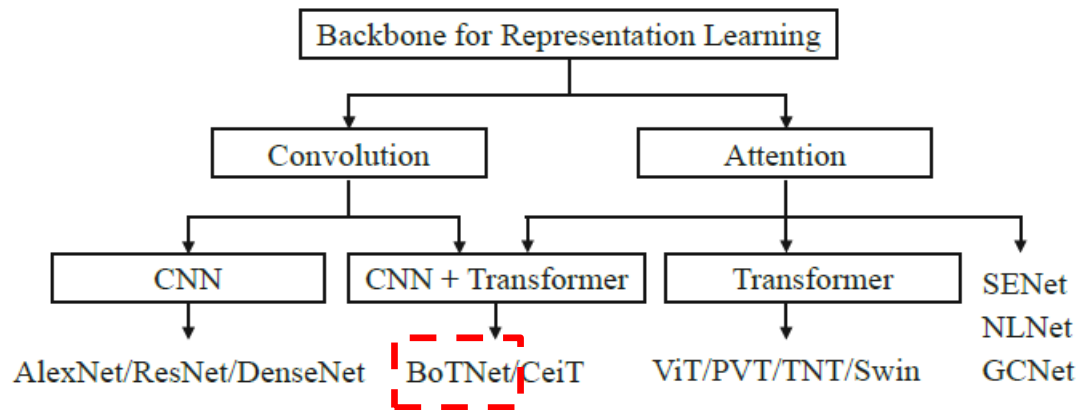 Backbone for Representation Learning
Convolution
Attention
CNN
CNN + Transformer
Transformer
SENet
NLNet
GCNet
AlexNet/ResNet/DenseNet
BoTNet/CeiT
ViT/PVT/TNT/Swin